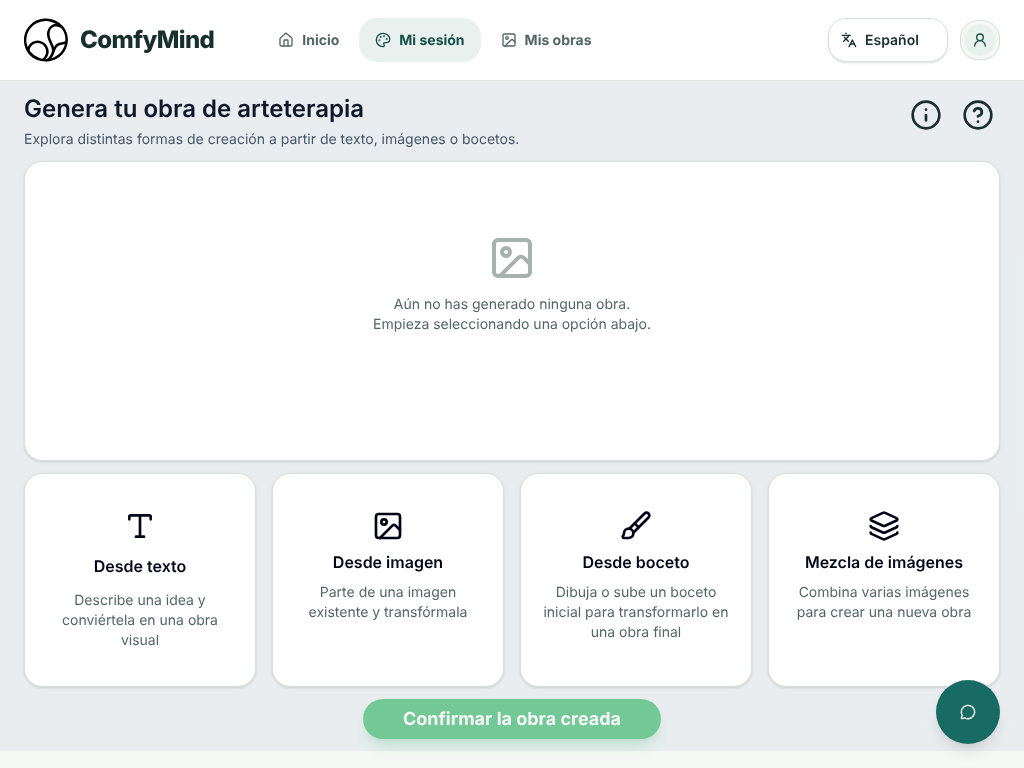 ComfyMind
Inicio
Mi sesión
Mis obras
Español
Genera tu obra de arteterapia
Explora distintas formas de creación a partir de texto, imágenes o bocetos.
Aún no has generado ninguna obra.
Empieza seleccionando una opción abajo.
Desde texto
Describe una idea y
conviértela en una obra
visual
Desde imagen
Parte de una imagen
existente y transfórmala
Desde boceto
Dibuja o sube un boceto
inicial para transformarlo en
una obra final
Mezcla de imágenes
Combina varias imágenes
para crear una nueva obra
Confirmar la obra creada